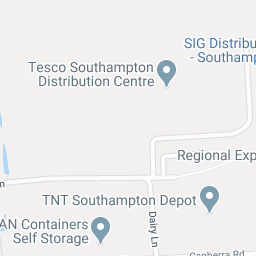 SIG Distribu
- Southamp
Tesco Southampton
Distribution Centre
Regional Exp
n
TNT Southampton Depot
AN Containers
Self Storage
Dairy Ln
Canberra Rd